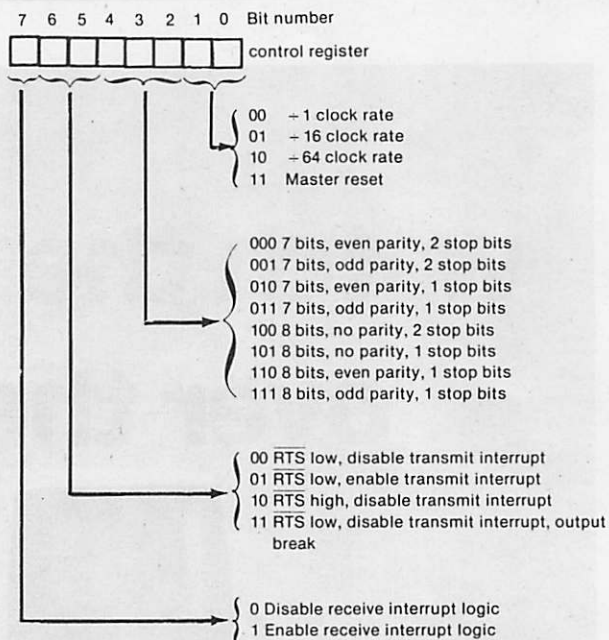 7 6 5 4 3 2 1 0 Bit number
control register
00 ÷ 1 clock rate
01 ÷ 16 clock rate
10 ÷ 64 clock rate
11 Master reset
000 7 bits, even parity, 2 stop bits
001 7 bits, odd parity, 2 stop bits
010 7 bits, even parity, 1 stop bits
011 7 bits, odd parity, 1 stop bits
100 8 bits, no parity, 2 stop bits
101 8 bits, no parity, 1 stop bits
110 8 bits, even parity, 1 stop bits
111 8 bits, odd parity, 1 stop bits
00 R̅T̅S̅ low, disable transmit interrupt
01 R̅T̅S̅ low, enable transmit interrupt
10 R̅T̅S̅ high, disable transmit interrupt
11 R̅T̅S̅ low, disable transmit interrupt, output
break
0 Disable receive interrupt logic
1 Enable receive interrupt logic